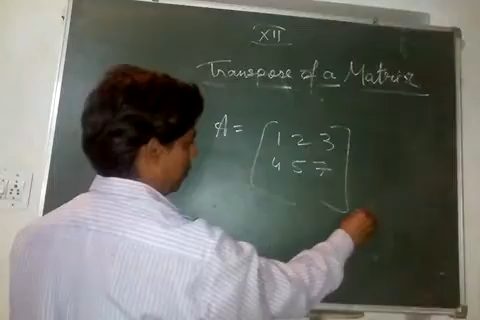 XII
Transpose of a Matrix
A = [ 1 2 3
4 5 7 ]